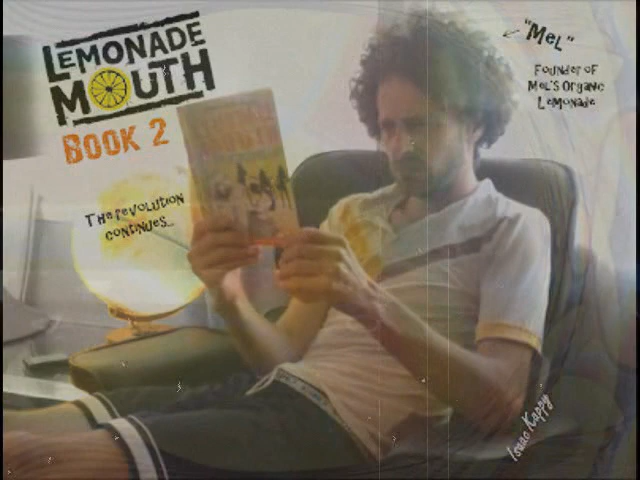 LEMONADE
MOUTH
BOOK 2
THE REVOLUTION
CONTINUES...
"MEL"
FOUNDER OF
MEL'S ORGANIC
LEMONADE
Isaac Kappy